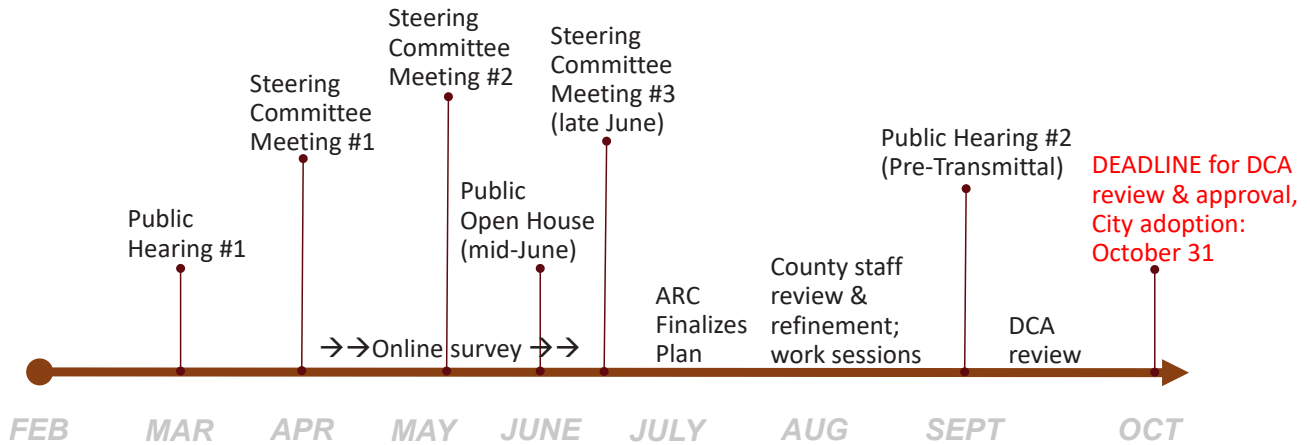 Public
Hearing #1
Steering
Committee
Meeting #1
Steering
Committee
Meeting #2
Public
Open House
(mid-June)
Steering
Committee
Meeting #3
(late June)
→→Online survey →→
ARC
Finalizes
Plan
County staff
review &
refinement;
work sessions
Public Hearing #2
(Pre-Transmittal)
DCA
review
DEADLINE for DCA
review & approval,
City adoption:
October 31
FEB MAR APR MAY JUNE JULY AUG SEPT OCT